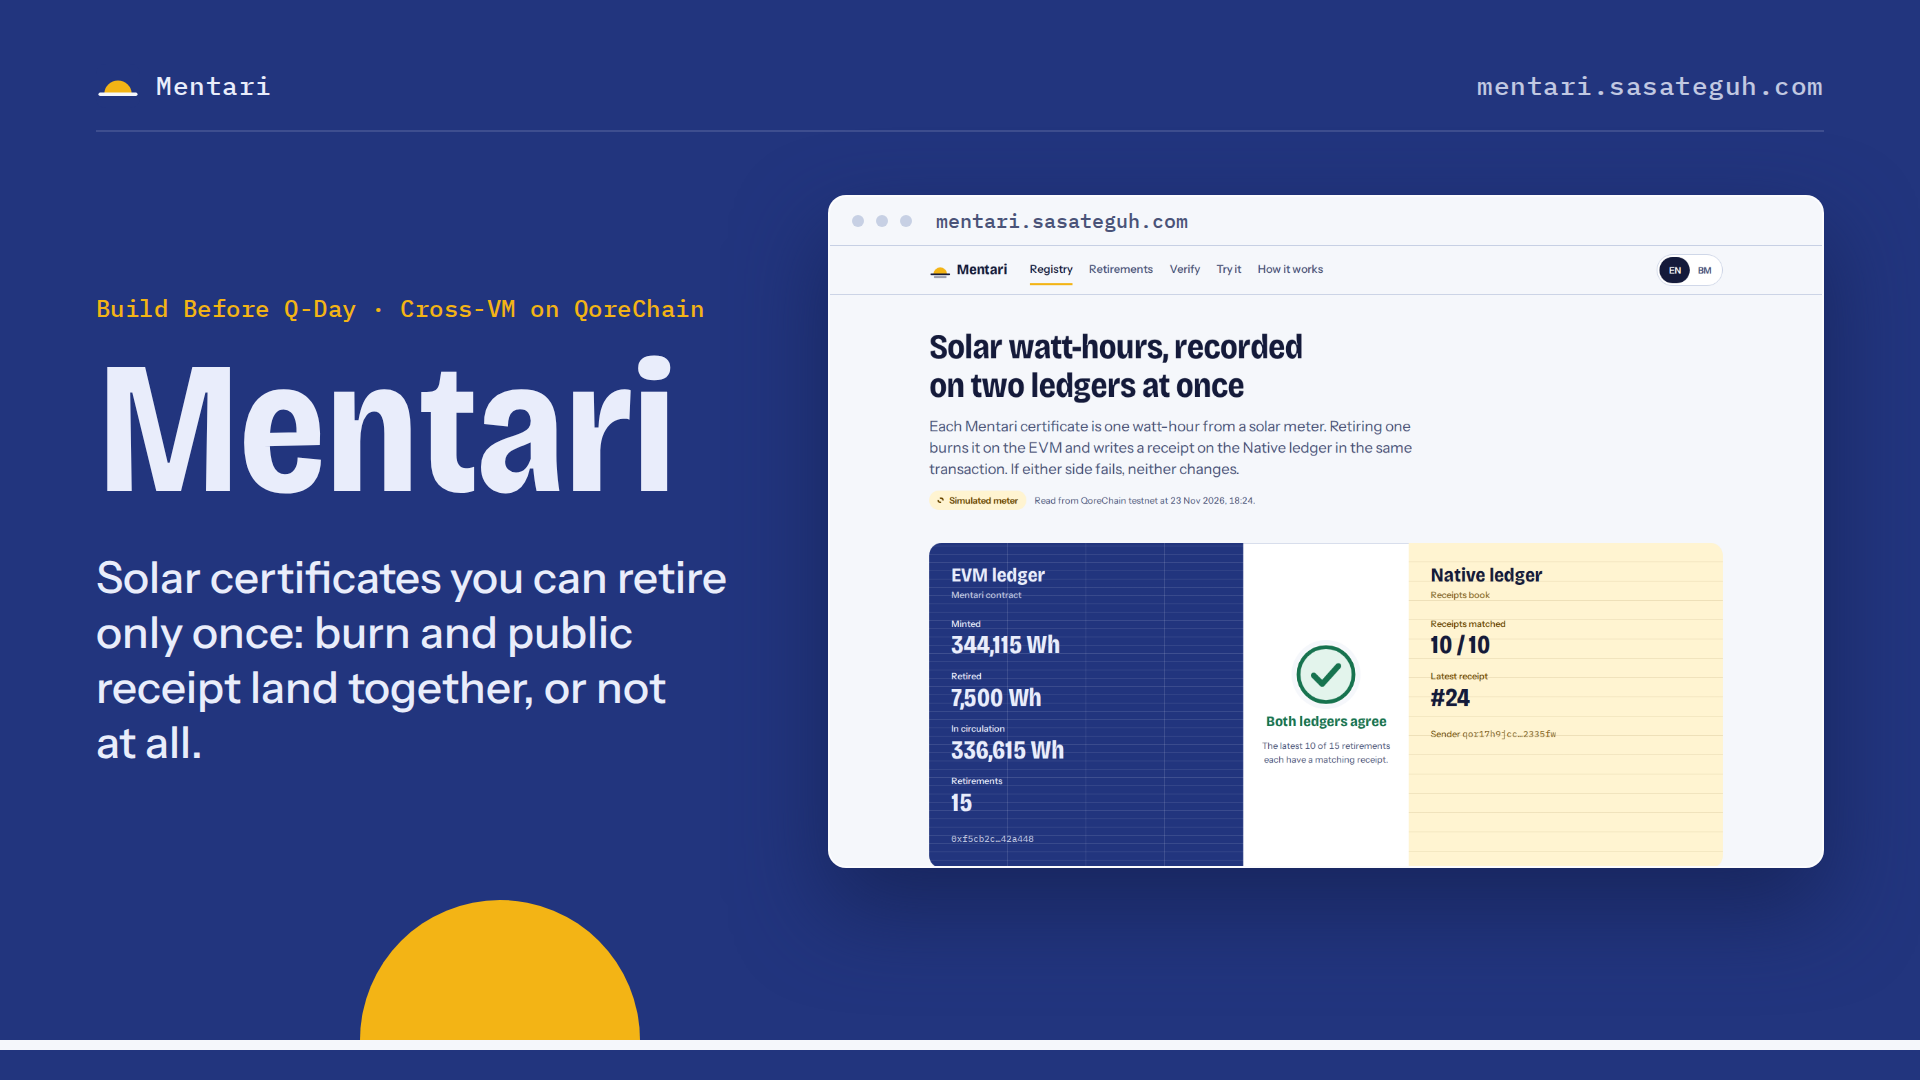 Mentari
mentari.sasateguh.com
Build Before Q-Day · Cross-VM on QoreChain
Mentari
Solar certificates you can retire
only once: burn and public
receipt land together, or not
at all.
mentari.sasateguh.com
Mentari
Registry
Retirements
Verify
Try it
How it works
EN
BM
Solar watt-hours, recorded
on two ledgers at once
Each Mentari certificate is one watt-hour from a solar meter. Retiring one
burns it on the EVM and writes a receipt on the Native ledger in the same
transaction. If either side fails, neither changes.
Simulated meter
Read from QoreChain testnet at 23 Nov 2026, 18:24.
EVM ledger
Mentari contract
Minted
344,115 Wh
Retired
7,500 Wh
In circulation
336,615 Wh
Retirements
15
0xf5cb2c…42a448
Both ledgers agree
The latest 10 of 15 retirements
each have a matching receipt.
Native ledger
Receipts book
Receipts matched
10 / 10
Latest receipt
#24
Sender qor17h9jcc…2335fw